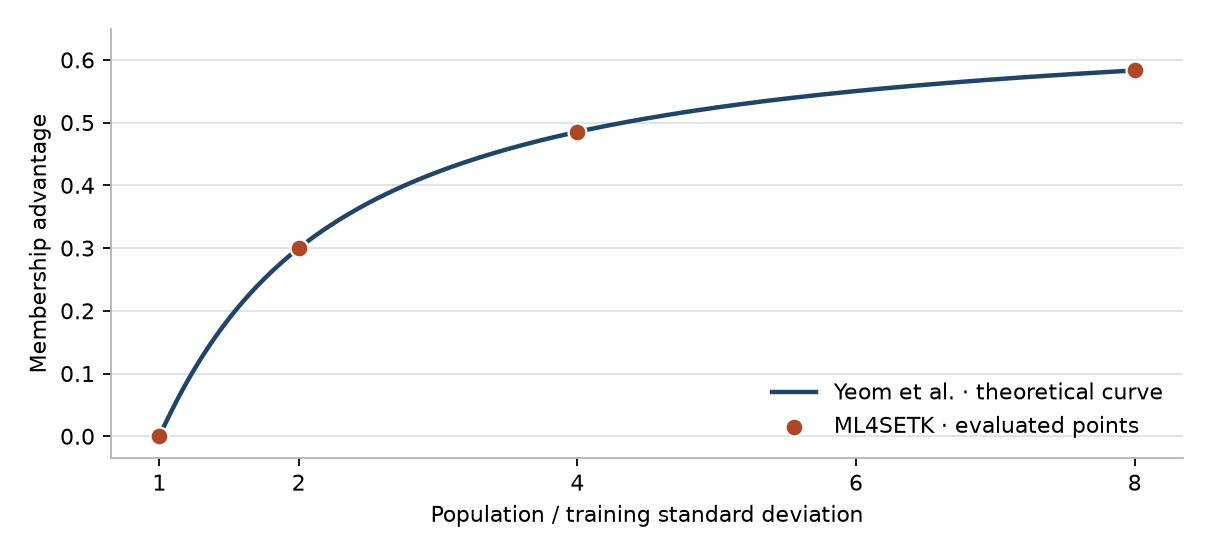 Membership advantage
0.6
0.5
0.4
0.3
0.2
0.1
0.0
Yeom et al. · theoretical curve
ML4SETK · evaluated points
1 2 4 6 8
Population / training standard deviation